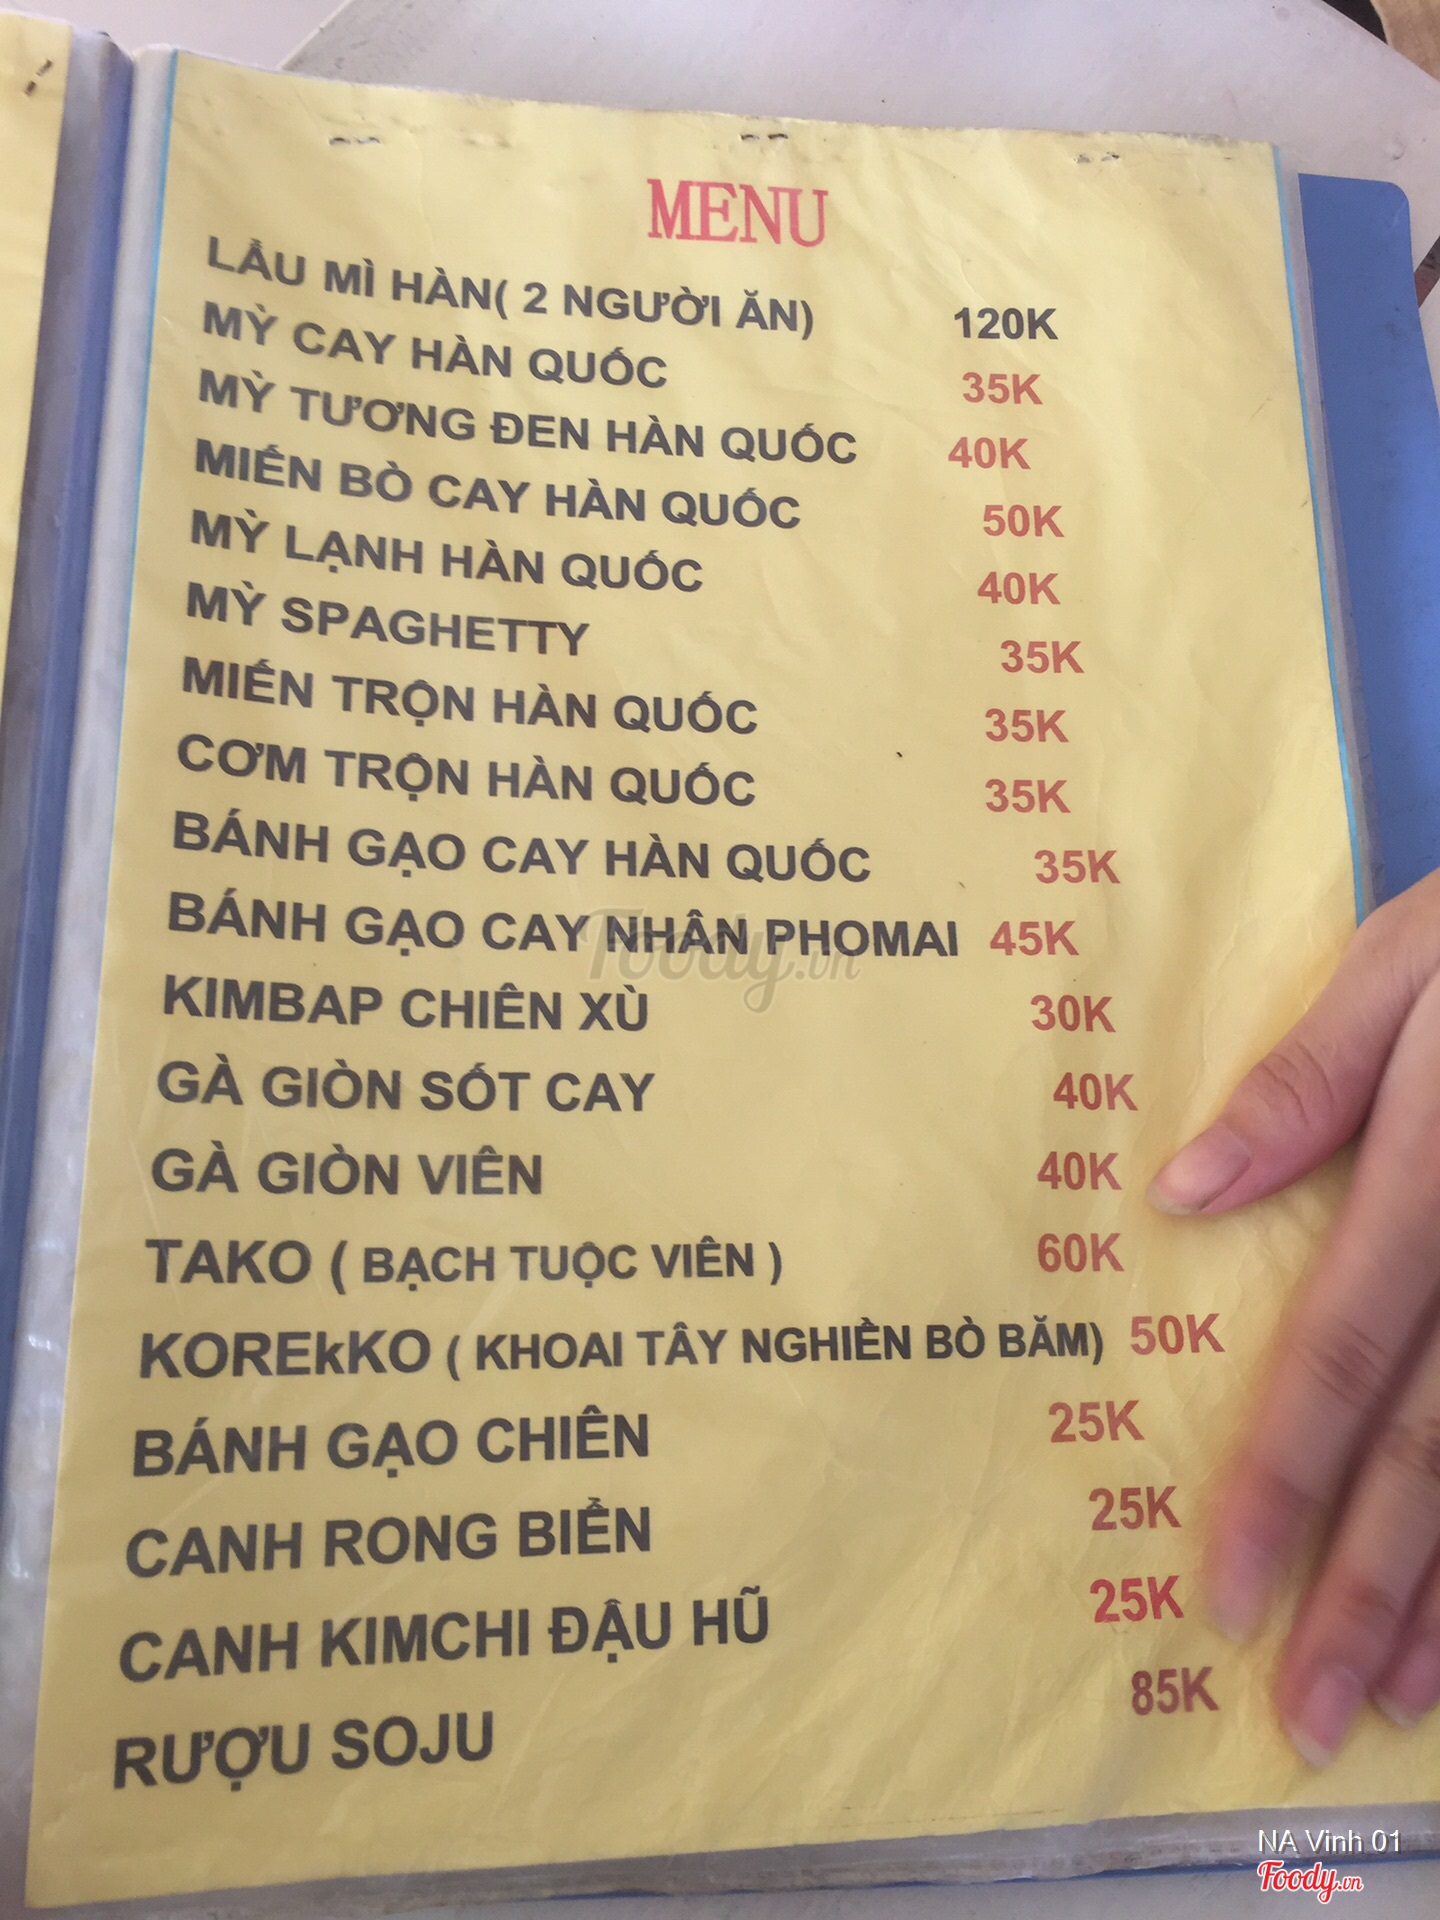 MENU
LẨU MÌ HÀN( 2 NGƯỜI ĂN) 120K
MỲ CAY HÀN QUỐC 35K
MỲ TƯƠNG ĐEN HÀN QUỐC 40K
MIẾN BÒ CAY HÀN QUỐC 50K
MỲ LẠNH HÀN QUỐC 40K
MỲ SPAGHETTY 35K
MIẾN TRỘN HÀN QUỐC 35K
CƠM TRỘN HÀN QUỐC 35K
BÁNH GẠO CAY HÀN QUỐC 35K
BÁNH GẠO CAY NHÂN PHOMAI 45K
Foody.vn
KIMBAP CHIÊN XÙ 30K
GÀ GIÒN SỐT CAY 40K
GÀ GIÒN VIÊN 40K
TAKO ( BẠCH TUỘC VIÊN ) 60K
KOREkKO ( KHOAI TÂY NGHIỀN BÒ BĂM) 50K
BÁNH GẠO CHIÊN 25K
CANH RONG BIỂN 25K
CANH KIMCHI ĐẬU HŨ 25K
RƯỢU SOJU 85K
NA Vinh 01
Foody.vn